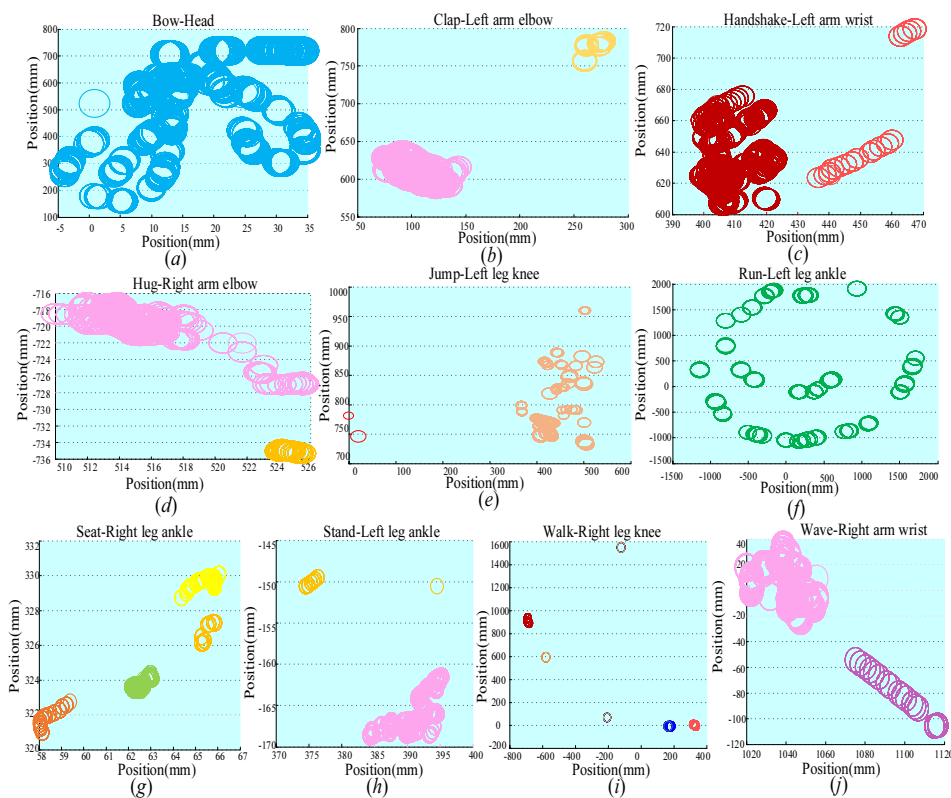 Bow-Head
Position(mm)
800
700
600
500
400
300
200
100
-5 0 5 10 15 20 25 30 35
Position(mm)
(a)
Clap-Left arm elbow
Position(mm)
800
750
700
650
600
550
50 100 150 200 250 300
Position(mm)
(b)
Handshake-Left arm wrist
Position(mm)
720
700
680
660
640
620
600
390 400 410 420 430 440 450 460 470
Position(mm)
(c)
Hug-Right arm elbow
Position(mm)
-716
-718
-720
-722
-724
-726
-728
-730
-732
-734
-736
510 512 514 516 518 520 522 524 526
Position(mm)
(d)
Jump-Left leg knee
Position(mm)
1000
950
900
850
800
750
700
0 100 200 300 400 500 600
Position(mm)
(e)
Run-Left leg ankle
Position(mm)
2000
1500
1000
500
0
-500
-1000
-1500
-1500 -1000 -500 0 500 1000 1500 2000
Position(mm)
(f)
Seat-Right leg ankle
Position(mm)
332
330
328
326
324
322
320
58 59 60 61 62 63 64 65 66 67
Position(mm)
(g)
Stand-Left leg ankle
Position(mm)
-145
-150
-155
-160
-165
-170
370 375 380 385 390 395 400
Position(mm)
(h)
Walk-Right leg knee
Position(mm)
1600
1400
1200
1000
800
600
400
200
0
-200
-800 -600 -400 -200 0 200 400
Position(mm)
(i)
Wave-Right arm wrist
Position(mm)
40
20
0
-20
-40
-60
-80
-100
-120
1020 1040 1060 1080 1100 1120
Position(mm)
(j)